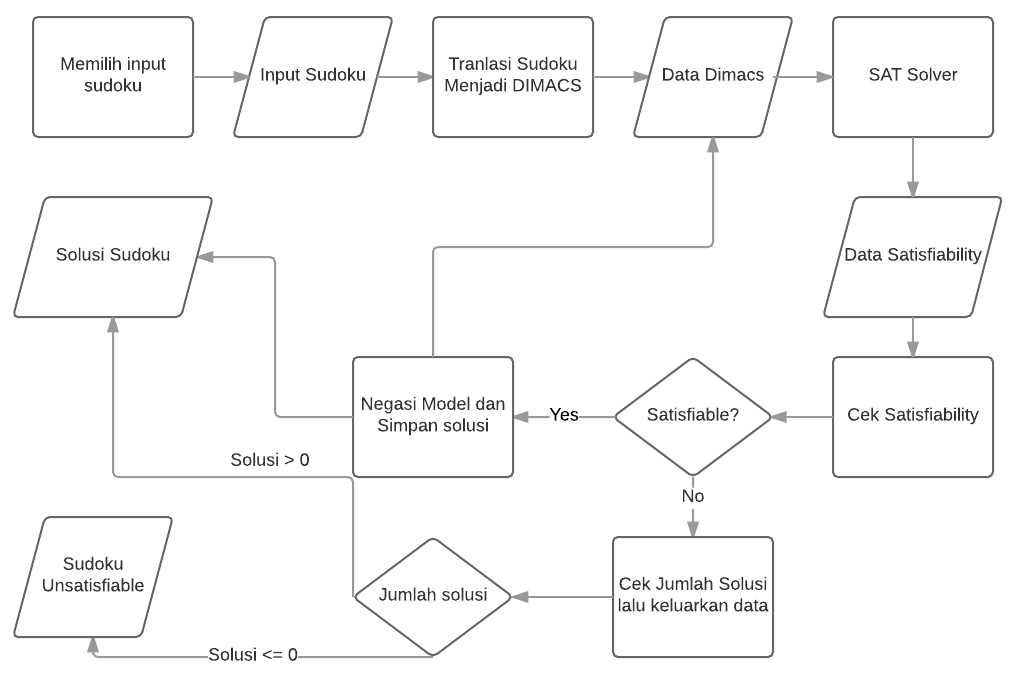 Memilih input
sudoku
Input Sudoku
Tranlasi Sudoku
Menjadi DIMACS
Data Dimacs
SAT Solver
Solusi Sudoku
Data Satisfiability
Negasi Model dan
Simpan solusi
Yes
Satisfiable?
Cek Satisfiability
Solusi > 0
No
Sudoku
Unsatisfiable
Jumlah solusi
Cek Jumlah Solusi
lalu keluarkan data
Solusi <= 0